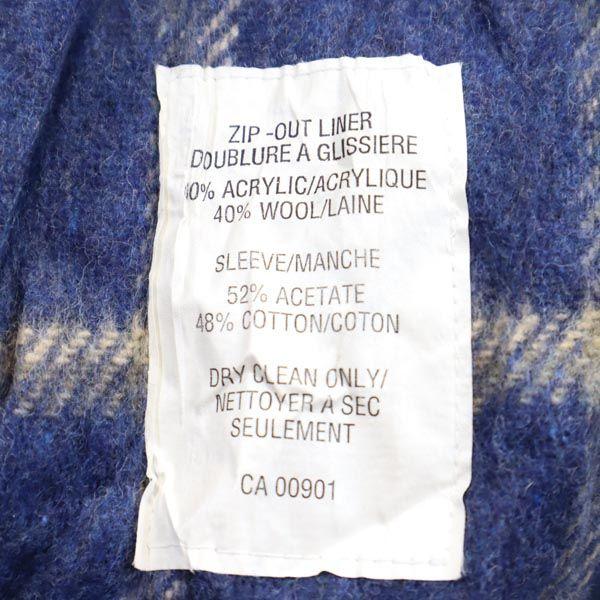 ZIP -OUT LINER
DOUBLURE A GLISSIERE
0% ACRYLIC/ACRYLIQUE
40% WOOL/LAINE
SLEEVE/MANCHE
52% ACETATE
48% COTTON/COTON
DRY CLEAN ONLY/
NETTOYER A SEC
SEULEMENT
CA 00901